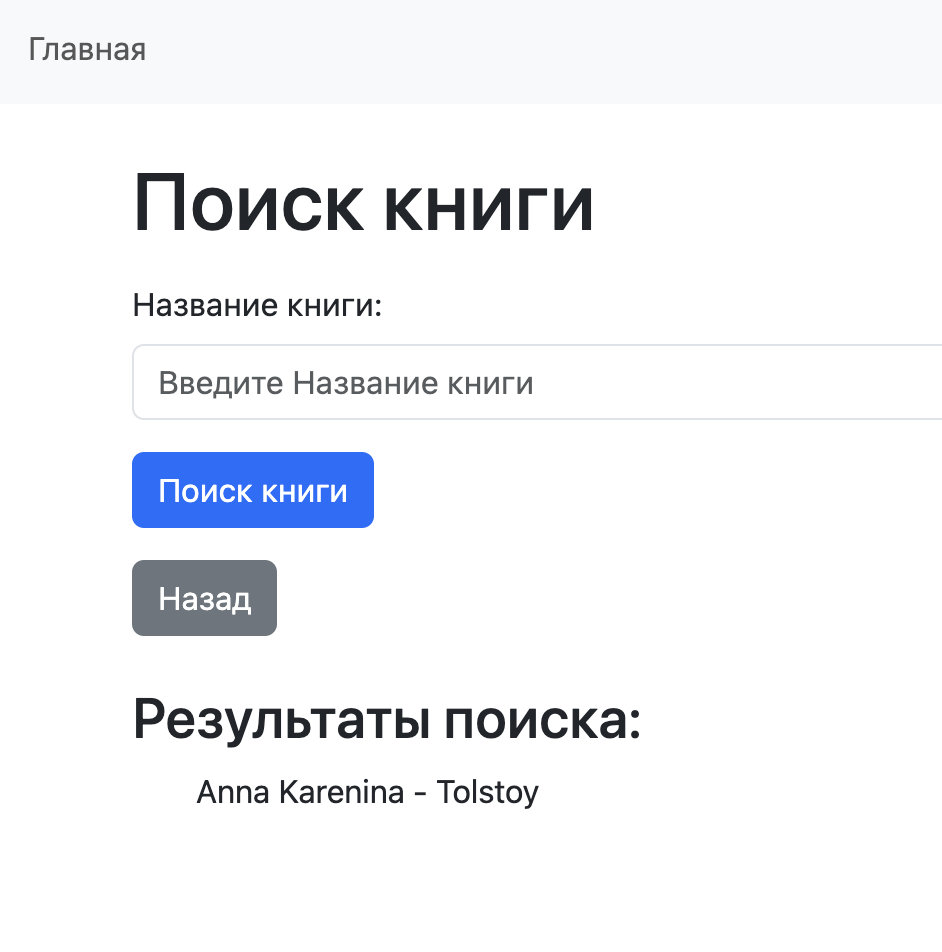 Главная
Поиск книги
Название книги:
Введите Название книги
Поиск книги
Назад
Результаты поиска:
Anna Karenina - Tolstoy